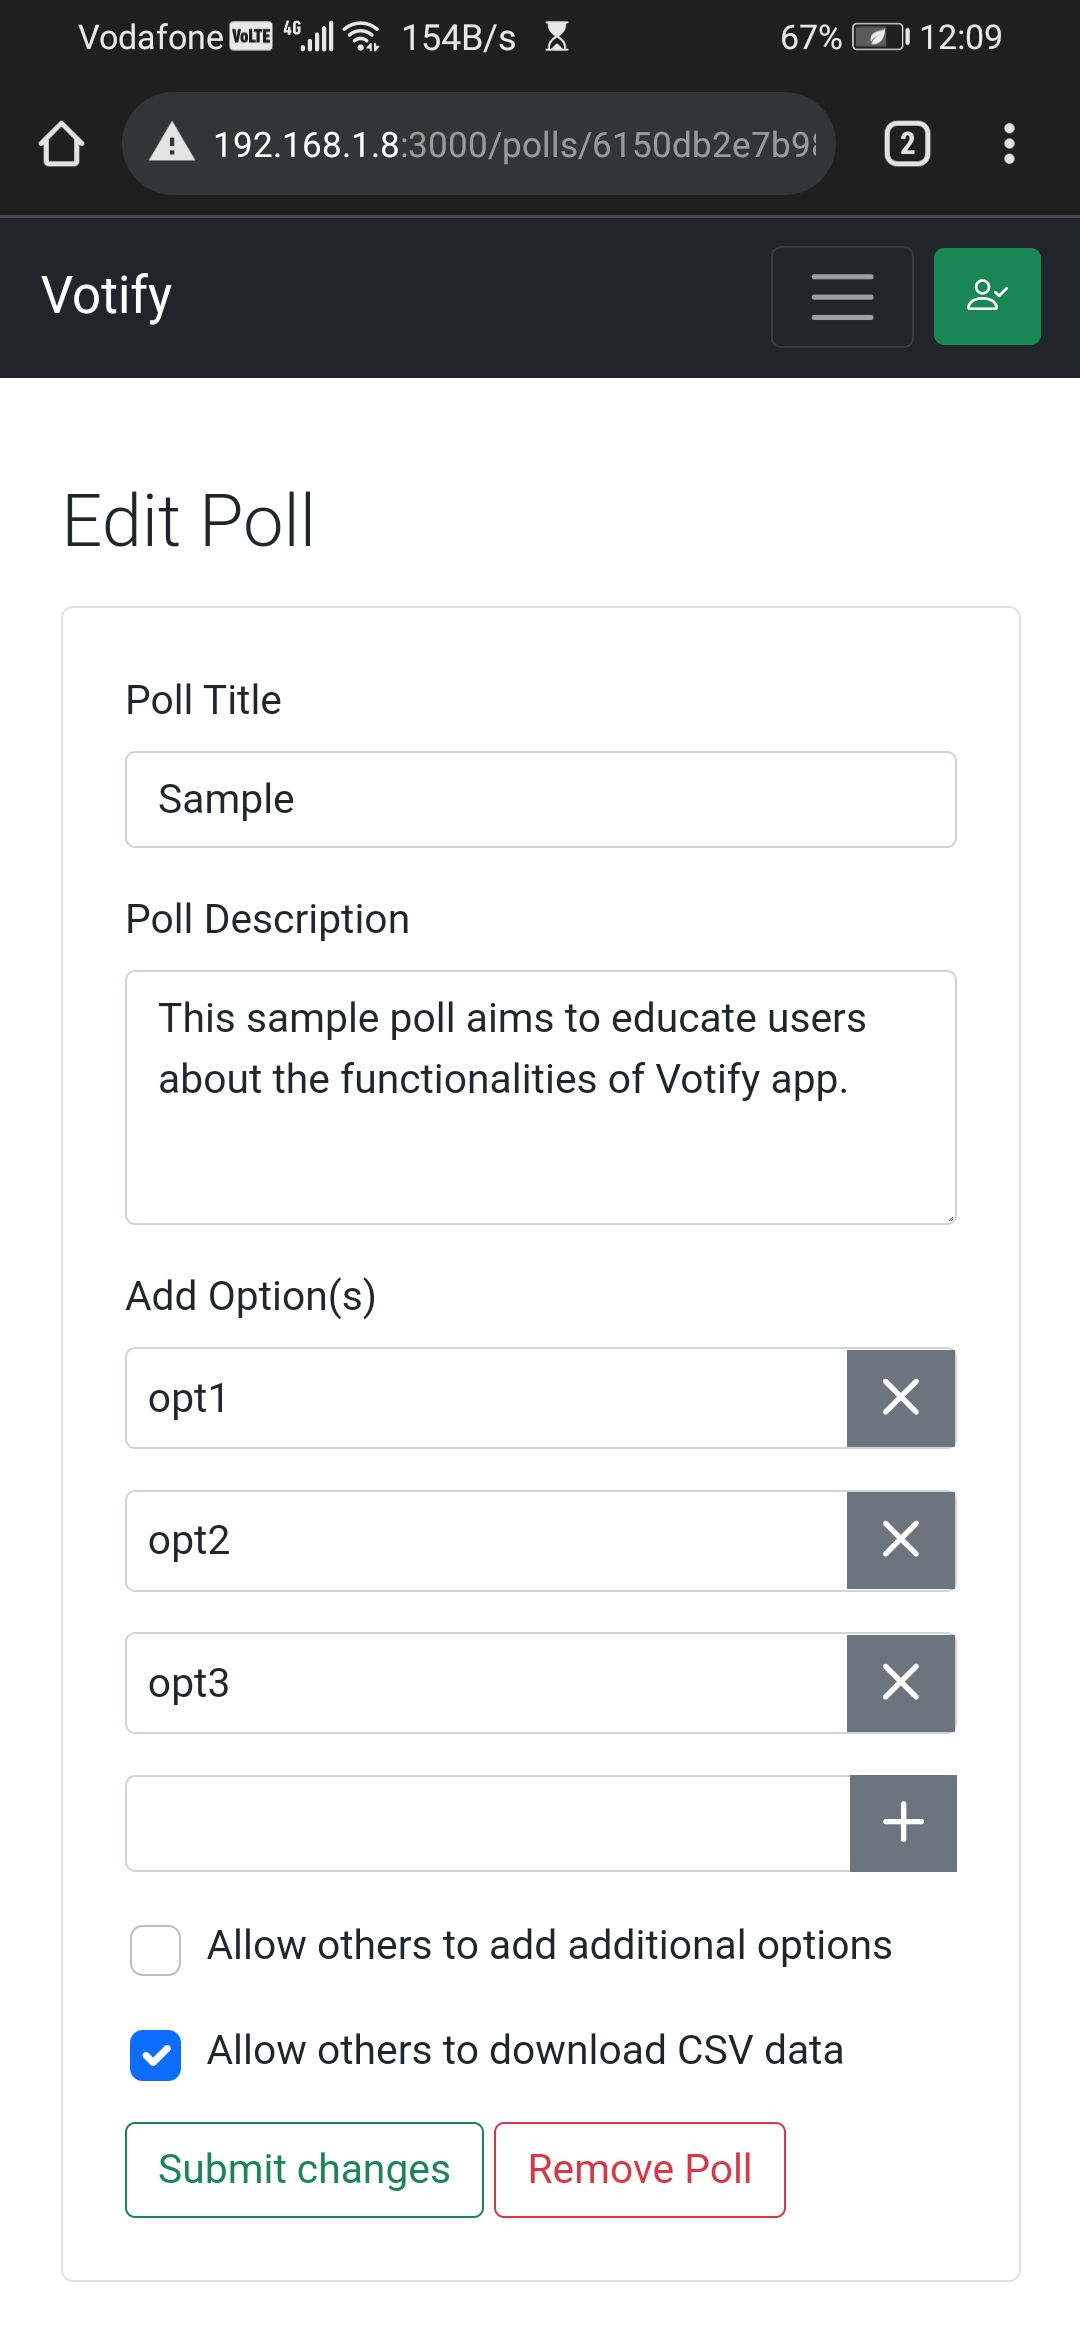 Vodafone VoLTE 4G 154B/s 67% 12:09
192.168.1.8:3000/polls/6150db2e7b9 2
Votify
Edit Poll
Poll Title
Sample
Poll Description
This sample poll aims to educate users
about the functionalities of Votify app.
Add Option(s)
opt1
opt2
opt3
Allow others to add additional options
Allow others to download CSV data
Submit changes Remove Poll